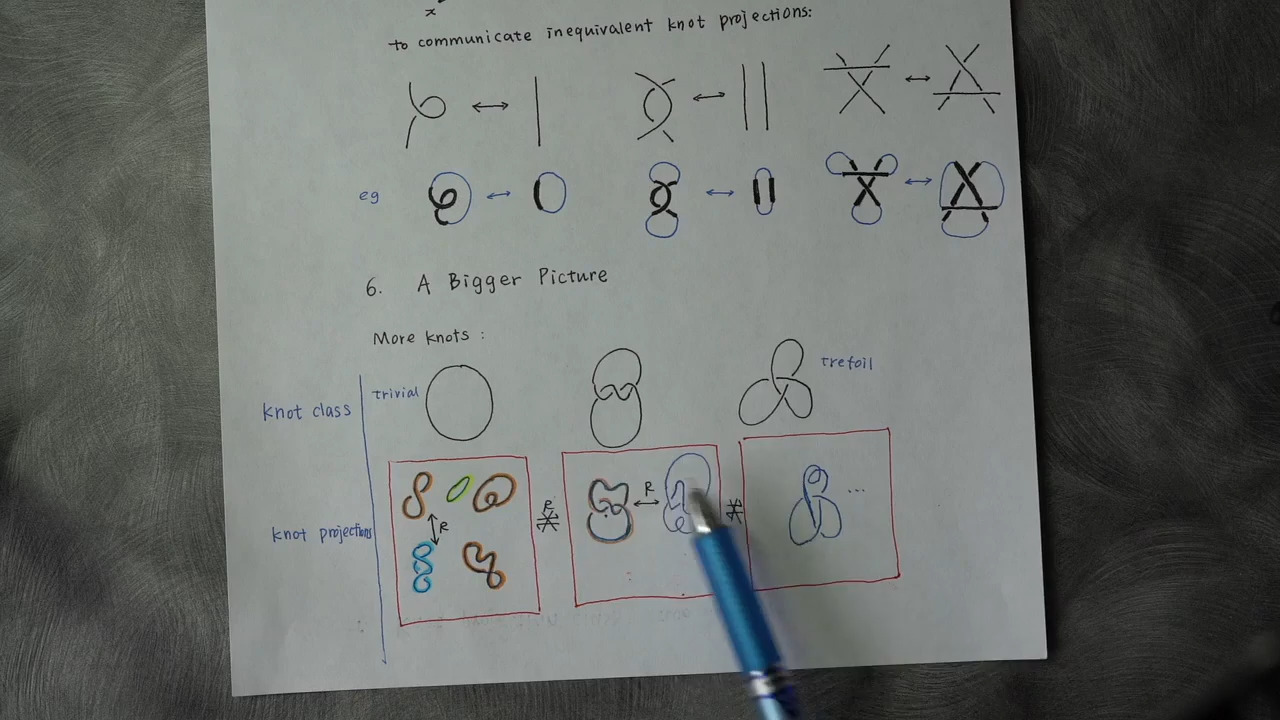 x
to communicate inequivalent knot projections:
eg
6. A Bigger Picture
More knots:
knot class
trivial
trefoil
knot projections
R
R
R
...